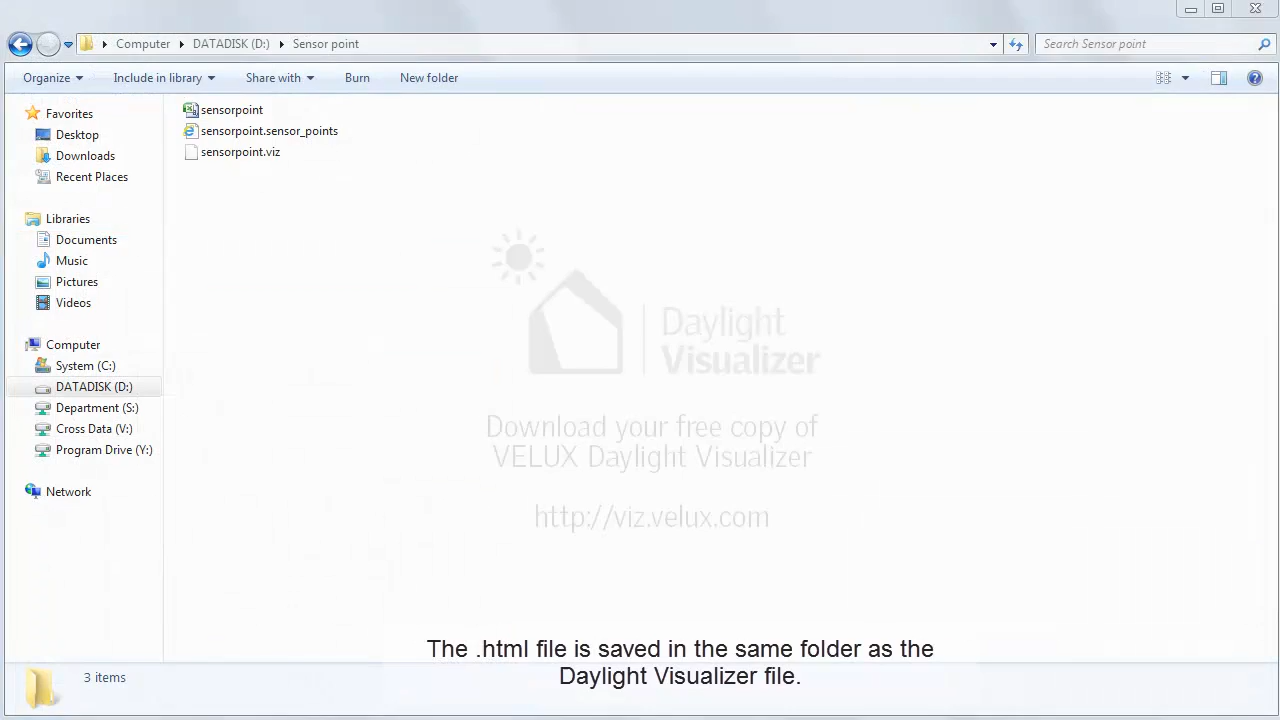 Computer
DATADISK (D:)
Sensor point
Search Sensor point
Organize
Include in library
Share with
Burn
New folder
Favorites
Desktop
Downloads
Recent Places
Libraries
Documents
Music
Pictures
Videos
Computer
System (C:)
DATADISK (D:)
Department (S:)
Cross Data (V:)
Program Drive (Y:)
Network
sensorpoint
sensorpoint.sensor_points
sensorpoint.viz
Daylight
Visualizer
Download your free copy of
VELUX Daylight Visualizer
http://viz.velux.com
The .html file is saved in the same folder as the
Daylight Visualizer file.
3 items